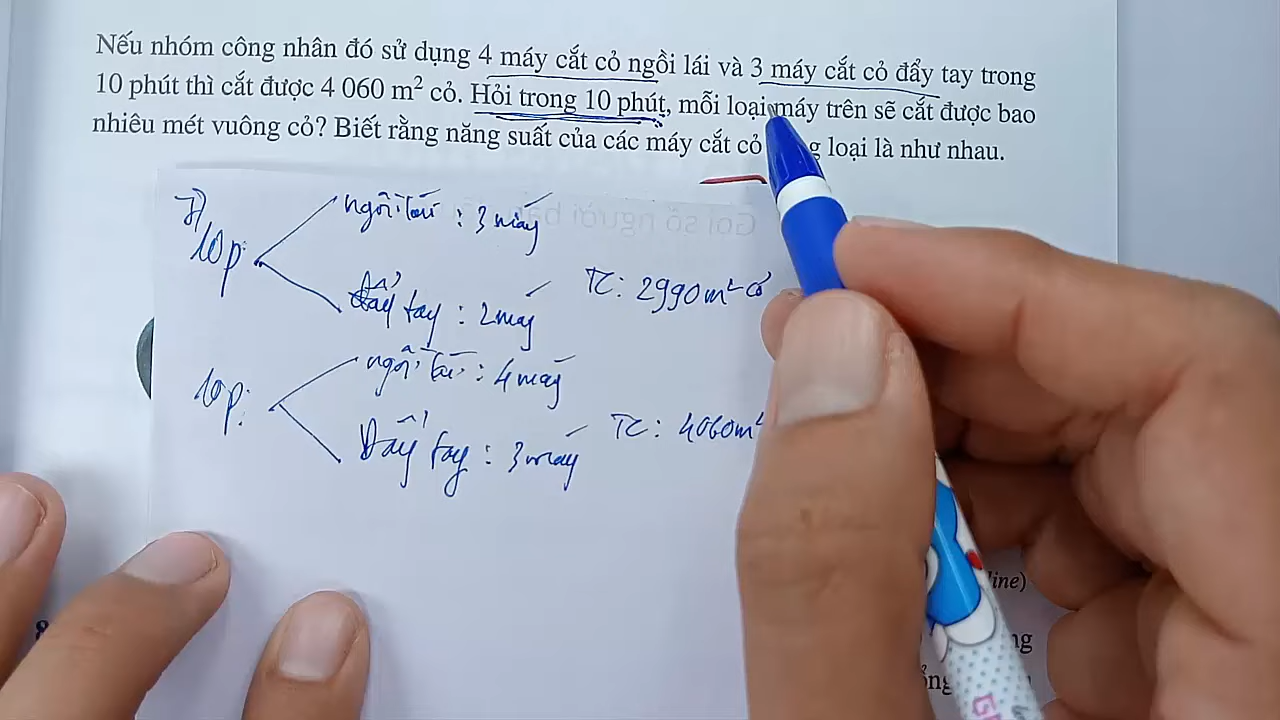 Nếu nhóm công nhân đó sử dụng 4 máy cắt cỏ ngồi lái và 3 máy cắt cỏ đẩy tay trong
10 phút thì cắt được 4 060 m² cỏ. Hỏi trong 10 phút, mỗi loại máy trên sẽ cắt được bao
nhiêu mét vuông cỏ? Biết rằng năng suất của các máy cắt cỏ loại là như nhau.
7)
ngồi lái : 3 máy
10p:
đẩy tay : 2 máy
TC: 2990m² cỏ
ngồi lái : 4 máy
10p:
Đẩy tay : 3 máy
TC: 4060m²
line)
8